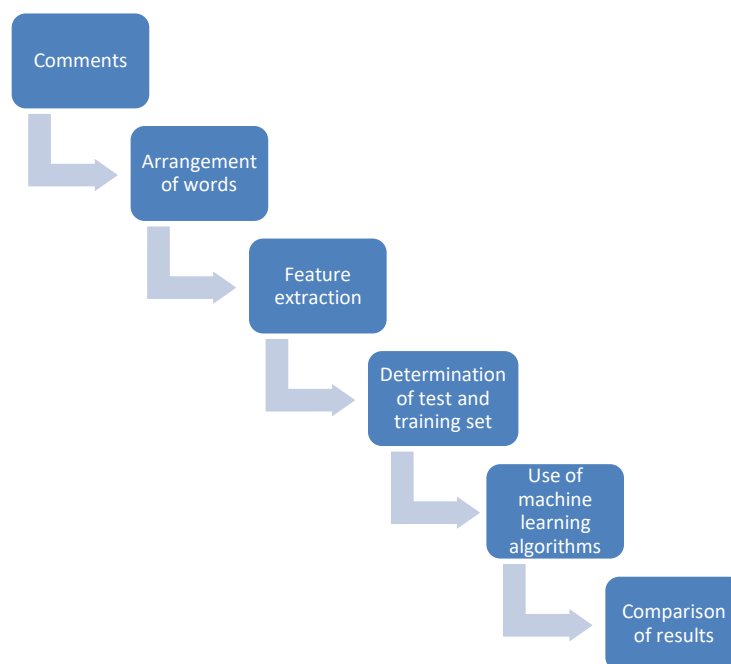 Comments
Arrangement
of words
Feature
extraction
Determination
of test and
training set
Use of
machine
learning
algorithms
Comparison
of results